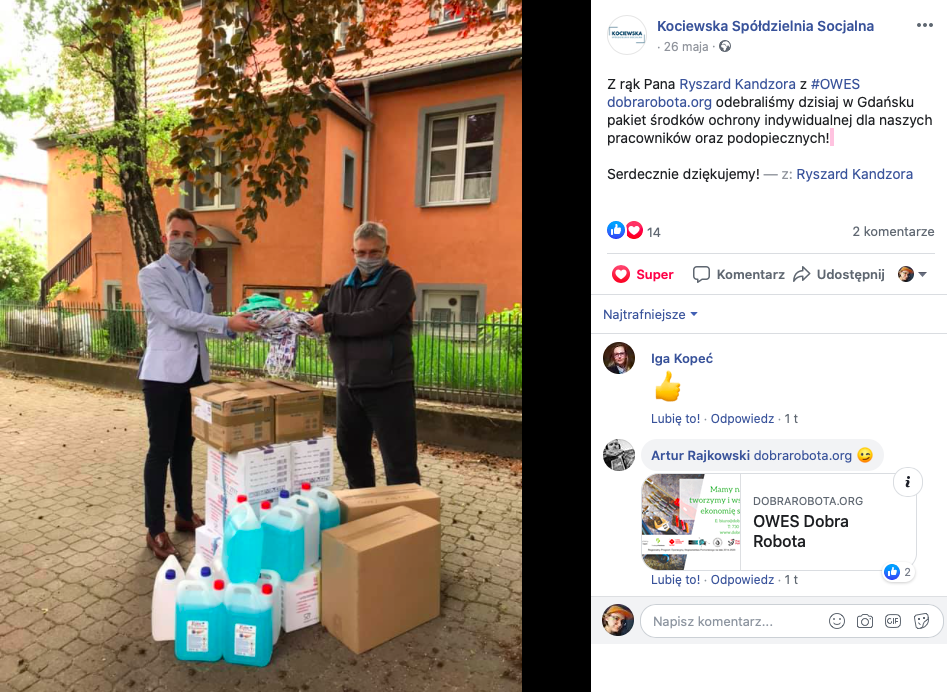 KOCIEWSKA
Kociewska Spółdzielnia Socjalna
· 26 maja ·
Z rąk Pana Ryszard Kandzora z #OWES
dobrarobota.org odebraliśmy dzisiaj w Gdańsku
pakiet środków ochrony indywidualnej dla naszych
pracowników oraz podopiecznych!
Serdecznie dziękujemy! — z: Ryszard Kandzora
14
2 komentarze
Super
Komentarz
Udostępnij
Najtrafniejsze
Iga Kopeć
Lubię to! · Odpowiedz · 1 t
Artur Rajkowski dobrarobota.org
Mamy n
tworzymy i ws
ekonomię s
DOBRAROBOTA.ORG
OWES Dobra
Robota
2
Lubię to! · Odpowiedz · 1 t
Napisz komentarz...
GIF